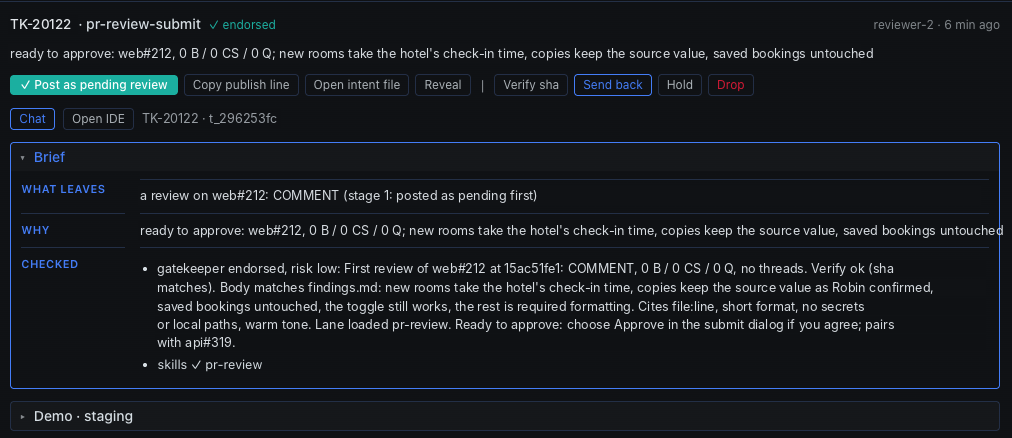 TK-20122 · pr-review-submit ✓ endorsed reviewer-2 · 6 min ago
ready to approve: web#212, 0 B / 0 CS / 0 Q; new rooms take the hotel's check-in time, copies keep the source value, saved bookings untouched
✓ Post as pending review Copy publish line Open intent file Reveal | Verify sha Send back Hold Drop
Chat Open IDE TK-20122 · t_296253fc
▾ Brief
WHAT LEAVES a review on web#212: COMMENT (stage 1: posted as pending first)
WHY ready to approve: web#212, 0 B / 0 CS / 0 Q; new rooms take the hotel's check-in time, copies keep the source value, saved bookings untouched
CHECKED
• gatekeeper endorsed, risk low: First review of web#212 at 15ac51fe1: COMMENT, 0 B / 0 CS / 0 Q, no threads. Verify ok (sha
matches). Body matches findings.md: new rooms take the hotel's check-in time, copies keep the source value as Robin confirmed,
saved bookings untouched, the toggle still works, the rest is required formatting. Cites file:line, short format, no secrets
or local paths, warm tone. Lane loaded pr-review. Ready to approve: choose Approve in the submit dialog if you agree; pairs
with api#319.
• skills ✓ pr-review
▸ Demo · staging